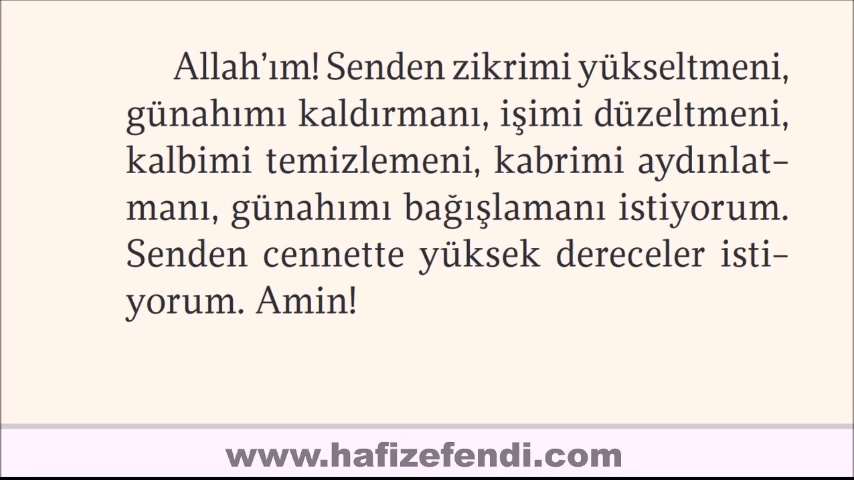 Allah'ım! Senden zikrimi yükseltmeni,
günahımı kaldırmanı, işimi düzeltmeni,
kalbimi temizlemeni, kabrimi aydınlat-
manı, günahımı bağışlamanı istiyorum.
Senden cennette yüksek dereceler isti-
yorum. Amin!
www.hafizefendi.com